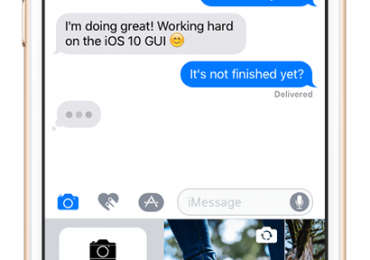 I'm doing great! Working hard
on the iOS 10 GUI 😊
It's not finished yet?
Delivered
iMessage